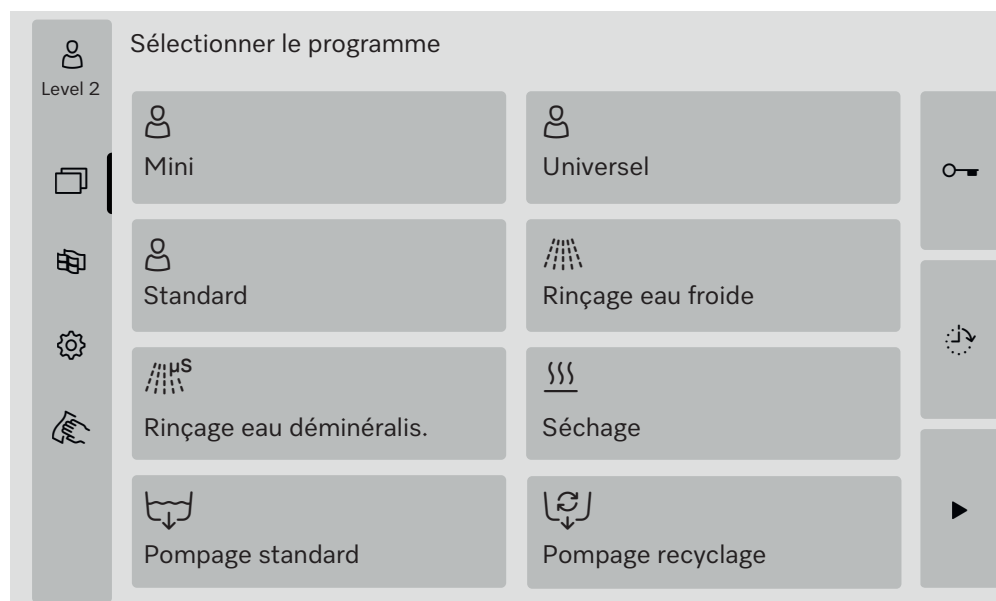 Sélectionner le programme
Level 2
Mini
Universel
Standard
Rinçage eau froide
µS
Rinçage eau déminéralis.
Séchage
Pompage standard
Pompage recyclage